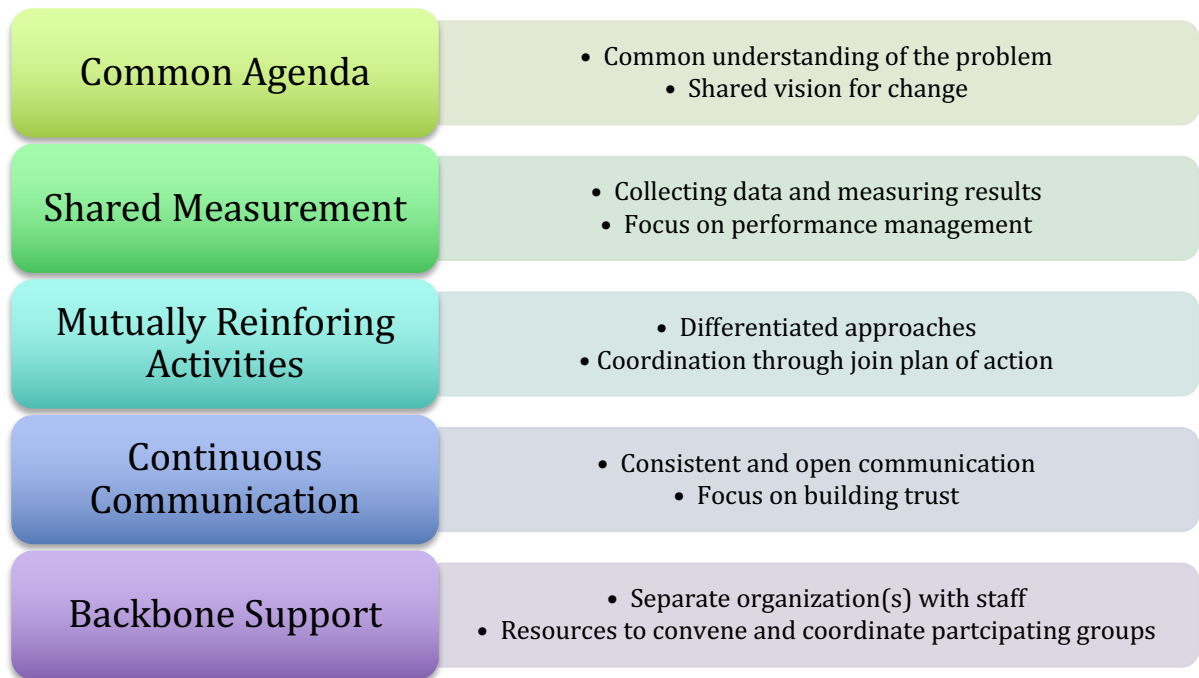 Common Agenda
• Common understanding of the problem
• Shared vision for change
Shared Measurement
• Collecting data and measuring results
• Focus on performance management
Mutually Reinforing
Activities
• Differentiated approaches
• Coordination through join plan of action
Continuous
Communication
• Consistent and open communication
• Focus on building trust
Backbone Support
• Separate organization(s) with staff
• Resources to convene and coordinate partcipating groups